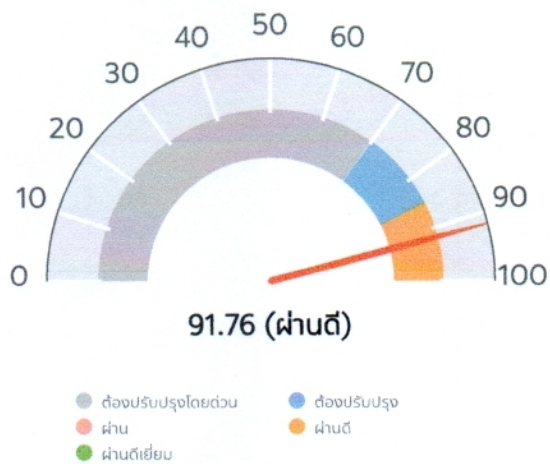 0
10
20
30
40
50
60
70
80
90
100
91.76 (ผ่านดี)
ต้องปรับปรุงโดยด่วน
ต้องปรับปรุง
ผ่าน
ผ่านดี
ผ่านดีเยี่ยม